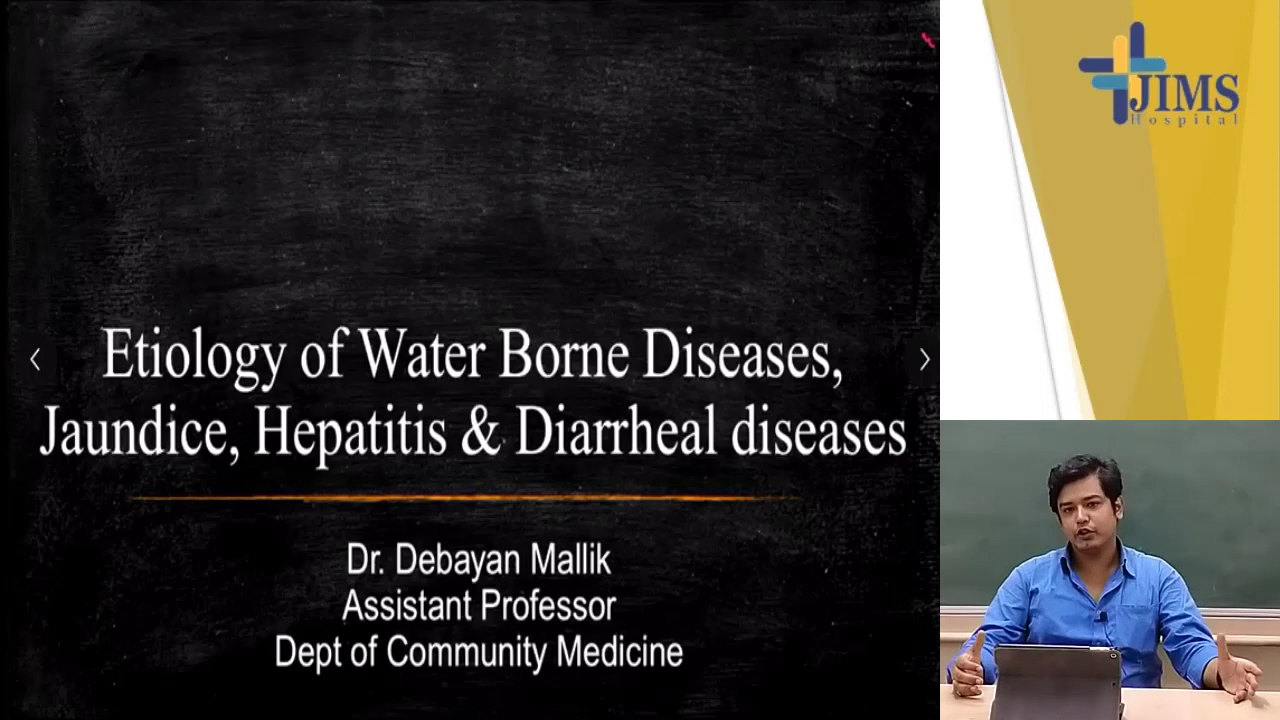 Etiology of Water Borne Diseases,
Jaundice, Hepatitis & Diarrheal diseases
Dr. Debayan Mallik
Assistant Professor
Dept of Community Medicine
JIMS
Hospital